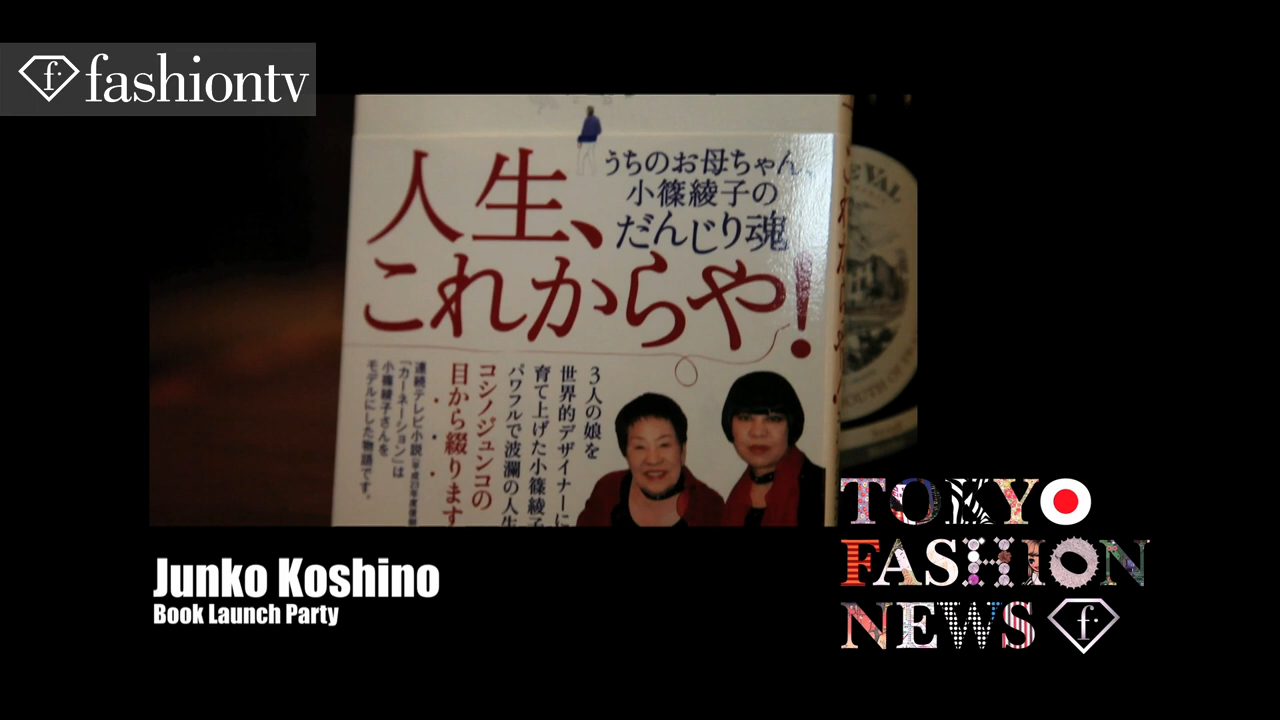 fashiontv
人生、
これからや!
うちのお母ちゃん、
小篠綾子の
だんじり魂
3人の娘を
世界的デザイナーに
育て上げた小篠綾子
パワフルで波瀾の人生
コシノジュンコの
目から綴ります
連続テレビ小説
「カーネーション」は
小篠綾子さんを
モデルにした物語です。
Junko Koshino
Book Launch Party
TOKYO
FASHION
NEWS